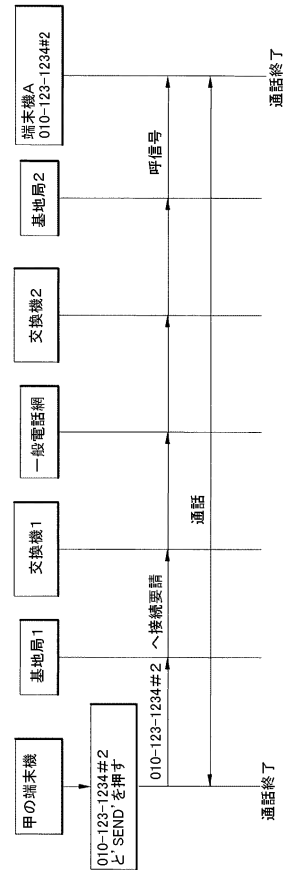 甲の端末機
基地局1
交換機1
一般電話網
交換機2
基地局2
端末機A
010-123-1234#2
010-123-1234#2
と'SEND'を押す
010-123-1234#2へ接続要請
呼信号
通話
通話終了
通話終了